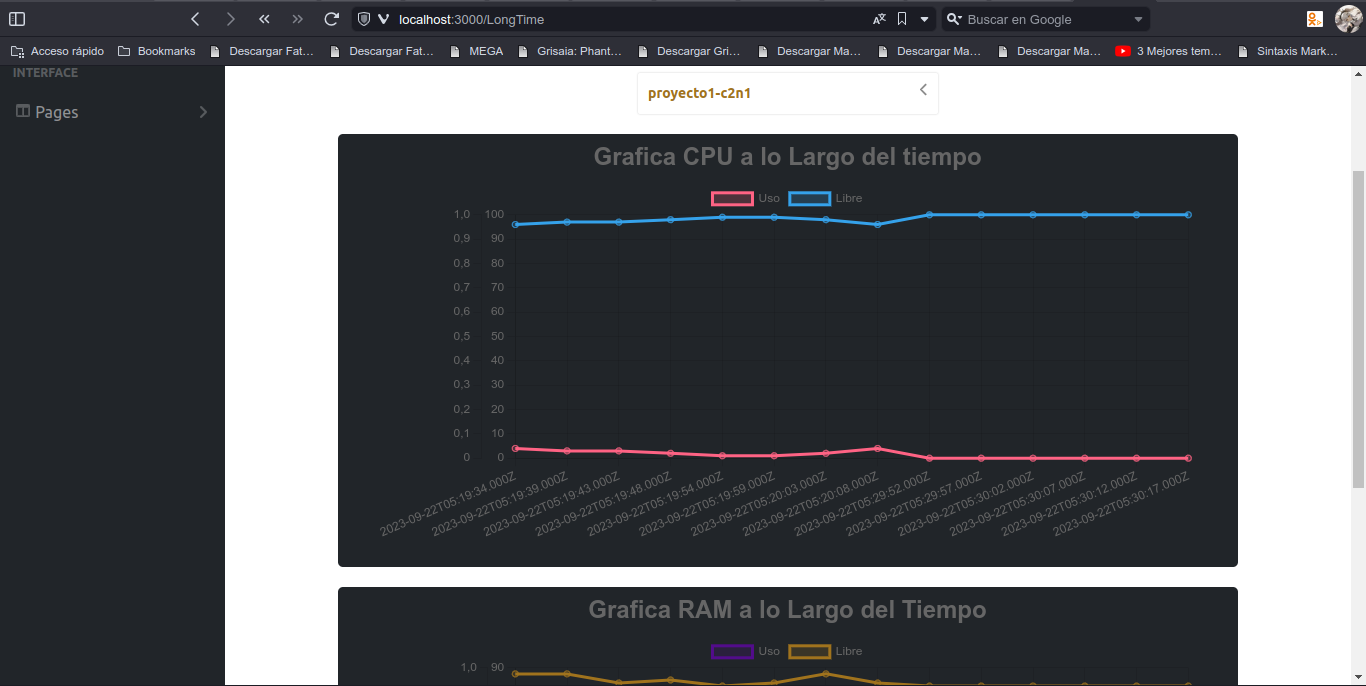 localhost:3000/LongTime
Buscar en Google
Acceso rápido
Bookmarks
Descargar Fat…
Descargar Fat…
MEGA
Grisaia: Phant…
Descargar Gri…
Descargar Ma…
Descargar Ma…
Descargar Ma…
3 Mejores tem…
Sintaxis Mark…
INTERFACE
Pages
proyecto1-c2n1
Grafica CPU a lo Largo del tiempo
Uso
Libre
1,0 100
0,9 90
0,8 80
0,7 70
0,6 60
0,5 50
0,4 40
0,3 30
0,2 20
0,1 10
0 0
2023-09-22T05:19:34.000Z
2023-09-22T05:19:39.000Z
2023-09-22T05:19:43.000Z
2023-09-22T05:19:48.000Z
2023-09-22T05:19:54.000Z
2023-09-22T05:19:59.000Z
2023-09-22T05:20:03.000Z
2023-09-22T05:20:08.000Z
2023-09-22T05:29:52.000Z
2023-09-22T05:29:57.000Z
2023-09-22T05:30:02.000Z
2023-09-22T05:30:07.000Z
2023-09-22T05:30:12.000Z
2023-09-22T05:30:17.000Z
Grafica RAM a lo Largo del Tiempo
Uso
Libre
1,0 90